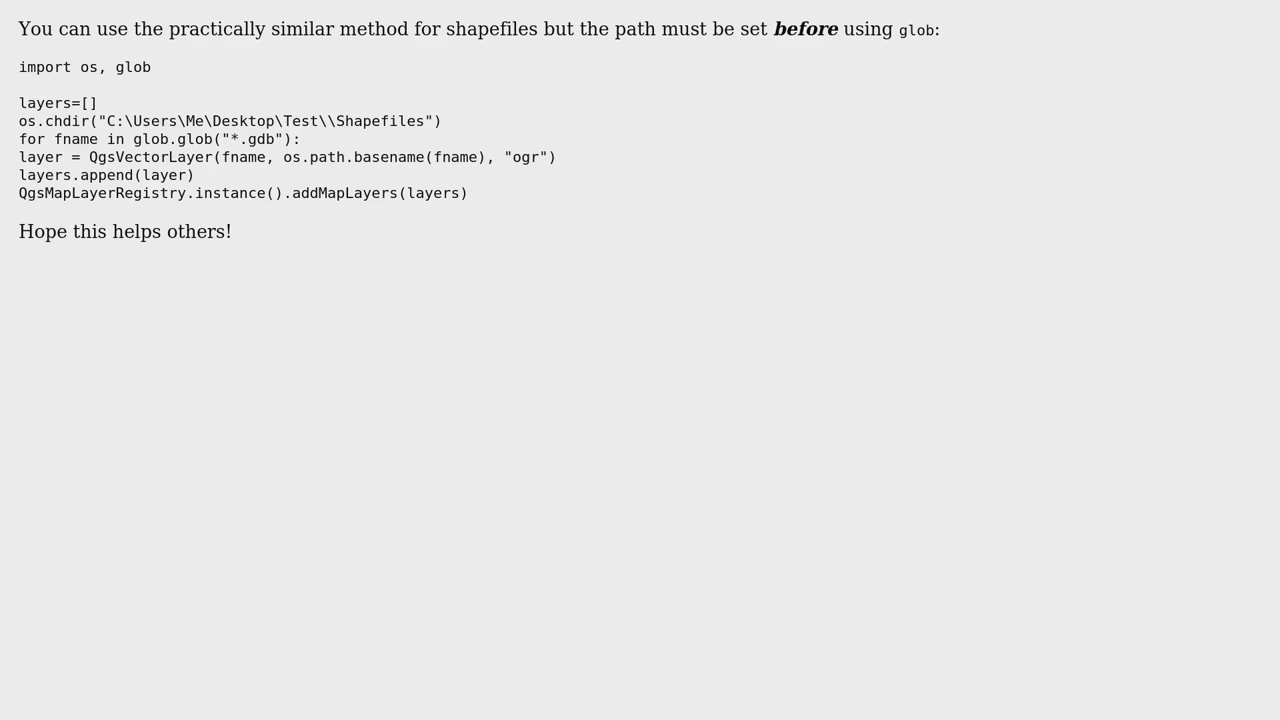 You can use the practically similar method for shapefiles but the path must be set before using glob:
import os, glob
layers=[]
os.chdir("C:\Users\Me\Desktop\Test\\Shapefiles")
for fname in glob.glob("*.gdb"):
layer = QgsVectorLayer(fname, os.path.basename(fname), "ogr")
layers.append(layer)
QgsMapLayerRegistry.instance().addMapLayers(layers)
Hope this helps others!